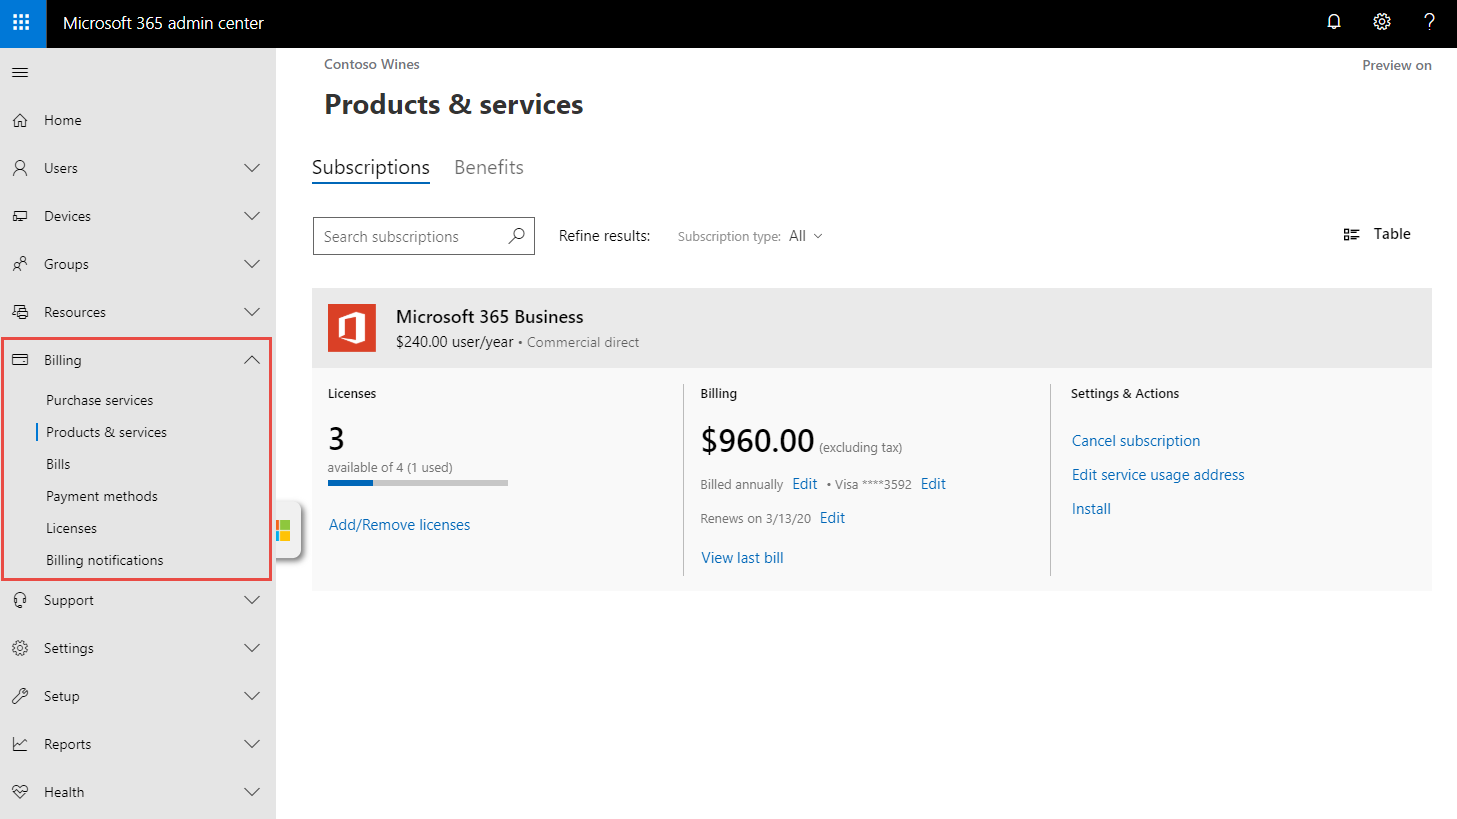 Microsoft 365 admin center
?
Home
Users
Devices
Groups
Resources
Billing
Purchase services
Products & services
Bills
Payment methods
Licenses
Billing notifications
Support
Settings
Setup
Reports
Health
Contoso Wines
Preview on
Products & services
Subscriptions Benefits
Search subscriptions Refine results: Subscription type: All Table
Microsoft 365 Business
$240.00 user/year • Commercial direct
Licenses
3
available of 4 (1 used)
Add/Remove licenses
Billing
$960.00 (excluding tax)
Billed annually Edit • Visa ****3592 Edit
Renews on 3/13/20 Edit
View last bill
Settings & Actions
Cancel subscription
Edit service usage address
Install